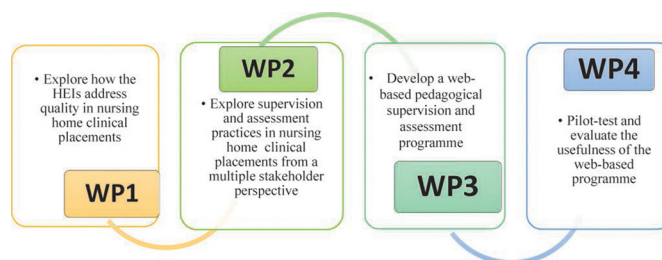 • Explore how the
HEIs address
quality in nursing
home clinical
placements
WP1
WP2
• Explore supervision
and assessment
practices in nursing
home clinical
placements from a
multiple stakeholder
perspective
• Develop a web-
based pedagogical
supervision and
assessment
programme
WP3
WP4
• Pilot-test and
evaluate the
usefulness of the
web-based
programme